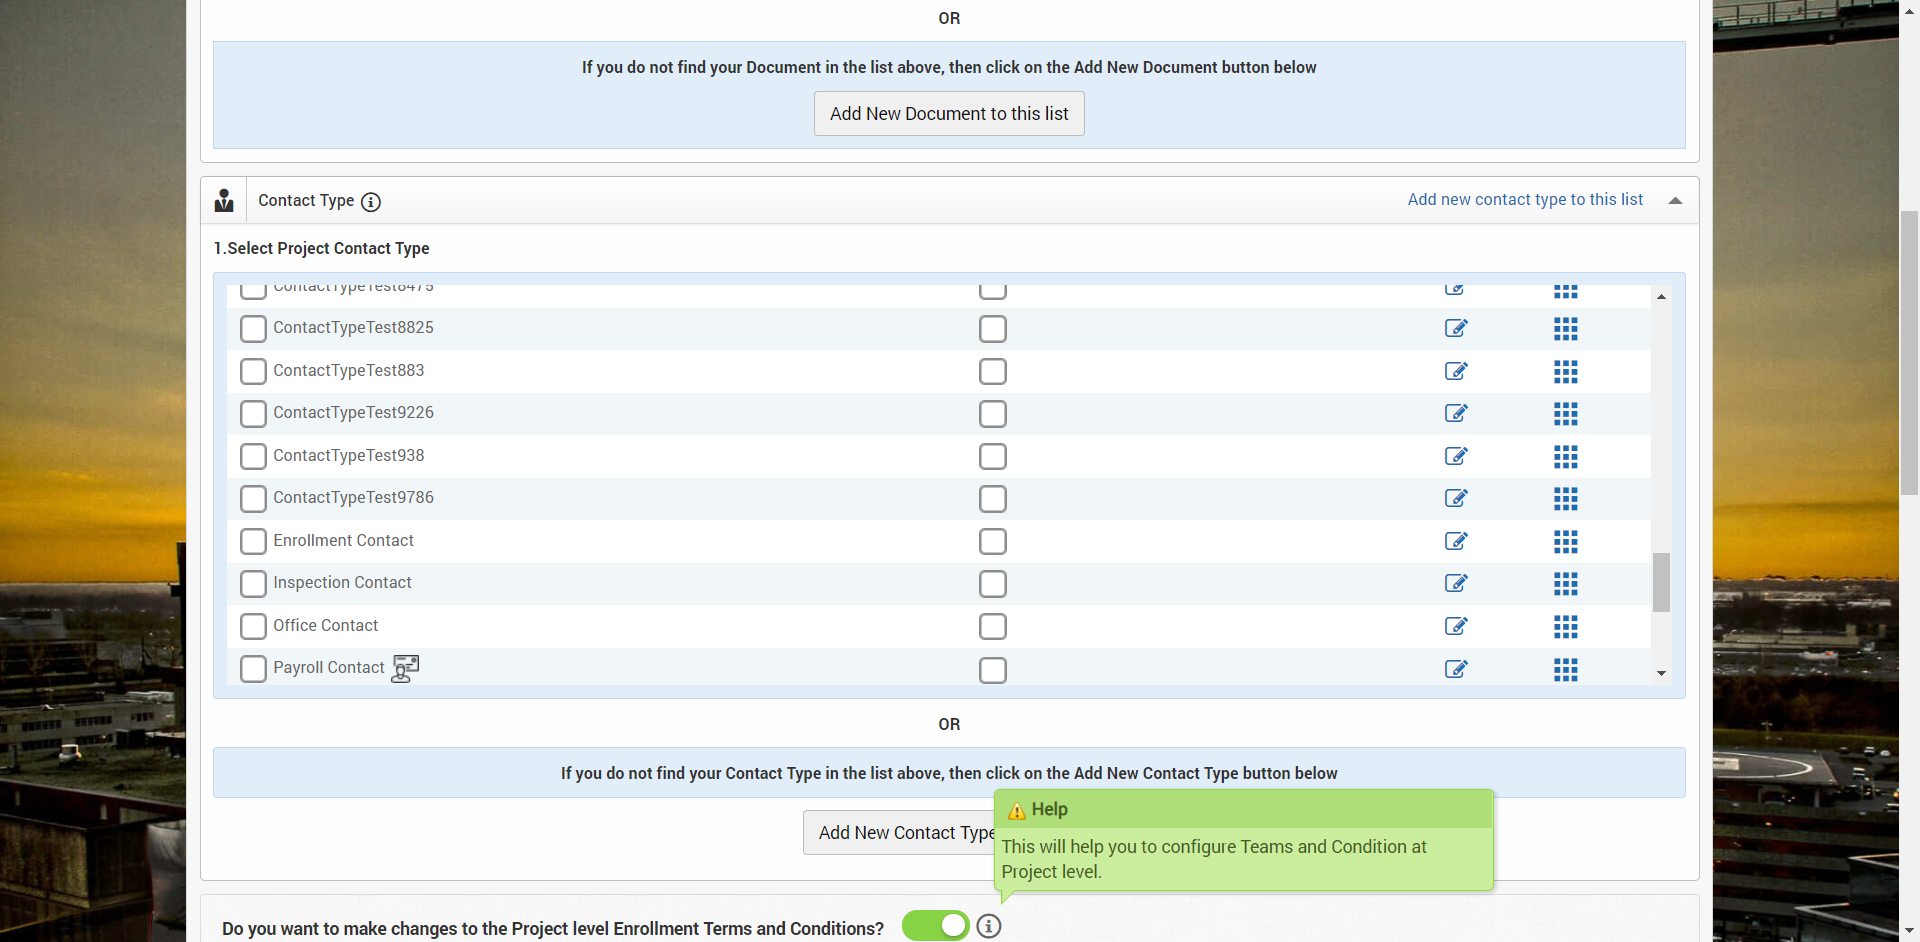 OR
If you do not find your Document in the list above, then click on the Add New Document button below
Add New Document to this list
Contact Type
Add new contact type to this list
1.Select Project Contact Type
ContactTypeTest8475
ContactTypeTest8825
ContactTypeTest883
ContactTypeTest9226
ContactTypeTest938
ContactTypeTest9786
Enrollment Contact
Inspection Contact
Office Contact
Payroll Contact
OR
If you do not find your Contact Type in the list above, then click on the Add New Contact Type button below
Add New Contact Type
Help
This will help you to configure Teams and Condition at
Project level.
Do you want to make changes to the Project level Enrollment Terms and Conditions?